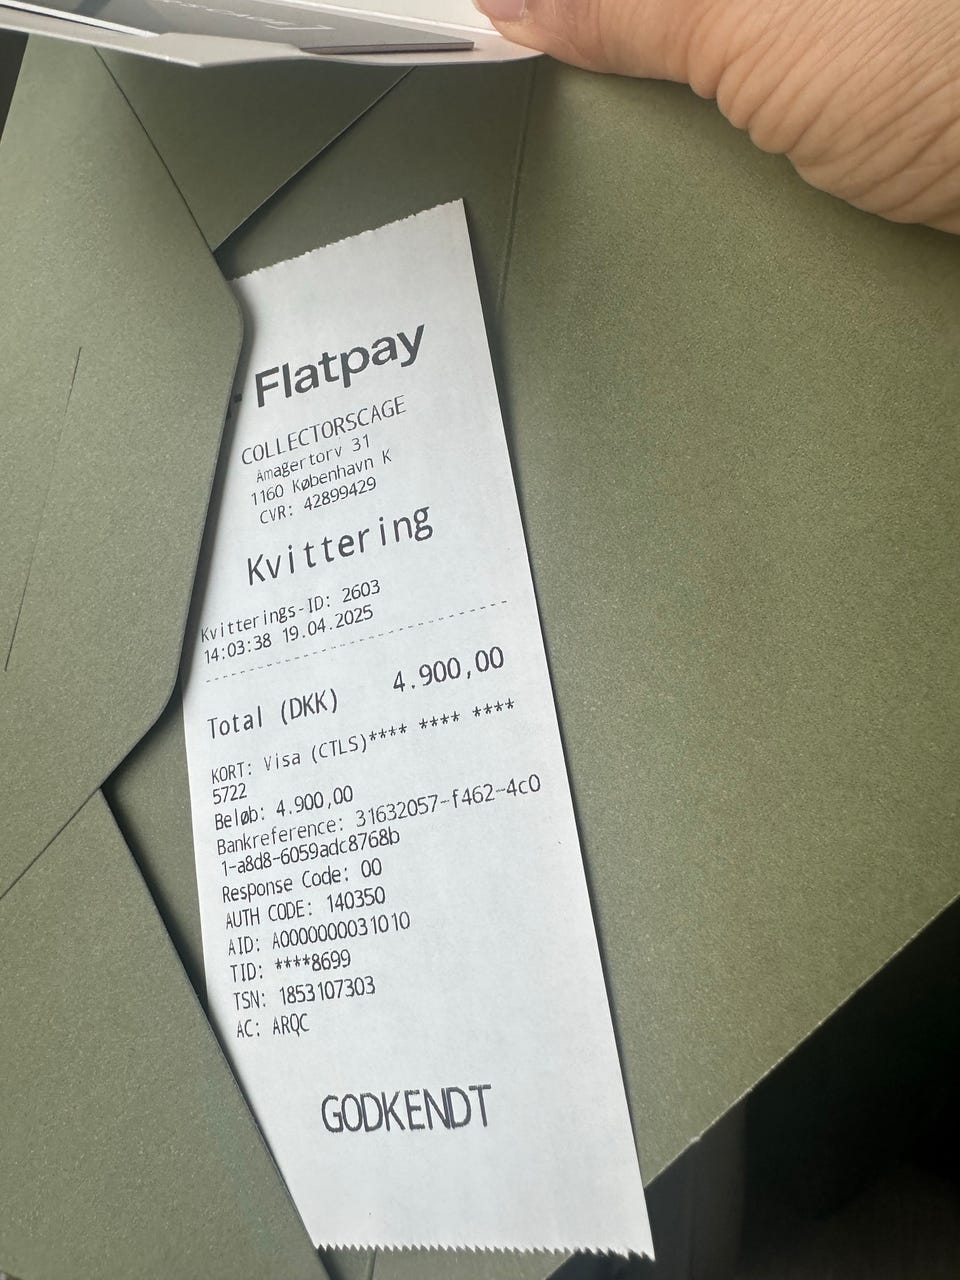 Flatpay
COLLECTORSCAGE
Amagertorv 31
1160 København K
CVR: 42899429
Kvittering
Kvitterings-ID: 2603
14:03:38 19.04.2025
Total (DKK) 4.900,00
KORT: Visa (CTLS)**** **** ****
5722
Beløb: 4.900,00
Bankreference: 31632057-f462-4c0
1-a8d8-6059adc8768b
Response Code: 00
AUTH CODE: 140350
AID: A0000000031010
TID: ****8699
TSN: 1853107303
AC: ARQC
GODKENDT